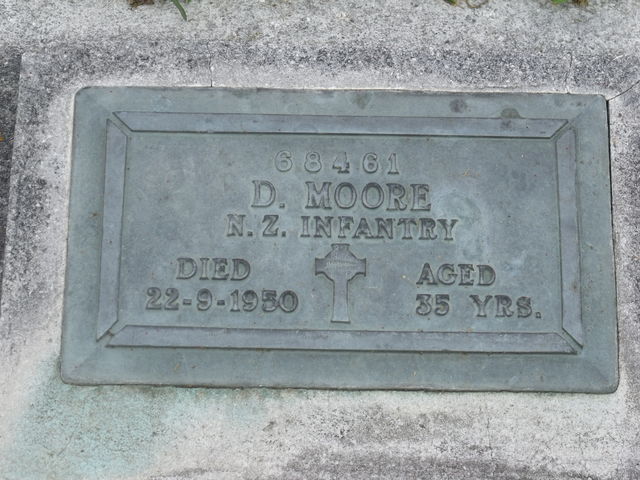 68461
D. MOORE
N.Z. INFANTRY
DIED AGED
22-9-1950 35 YRS.